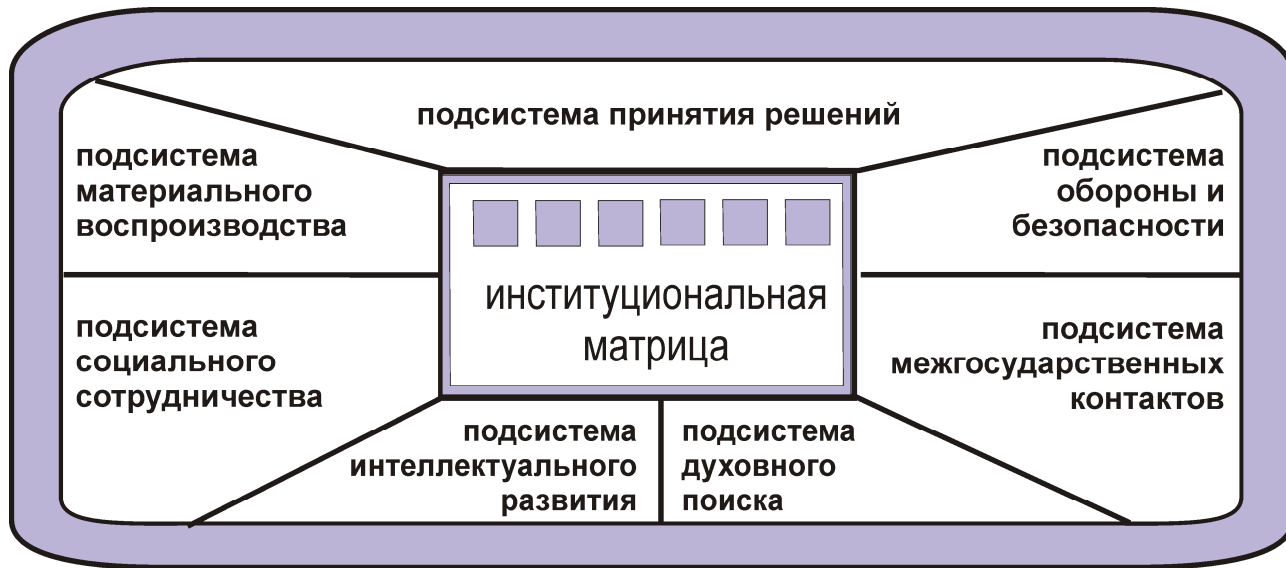 подсистема принятия решений
подсистема
материального
воспроизводства
подсистема
обороны и
безопасности
институциональная
матрица
подсистема
социального
сотрудничества
подсистема
межгосударственных
контактов
подсистема
интеллектуального
развития
подсистема
духовного
поиска